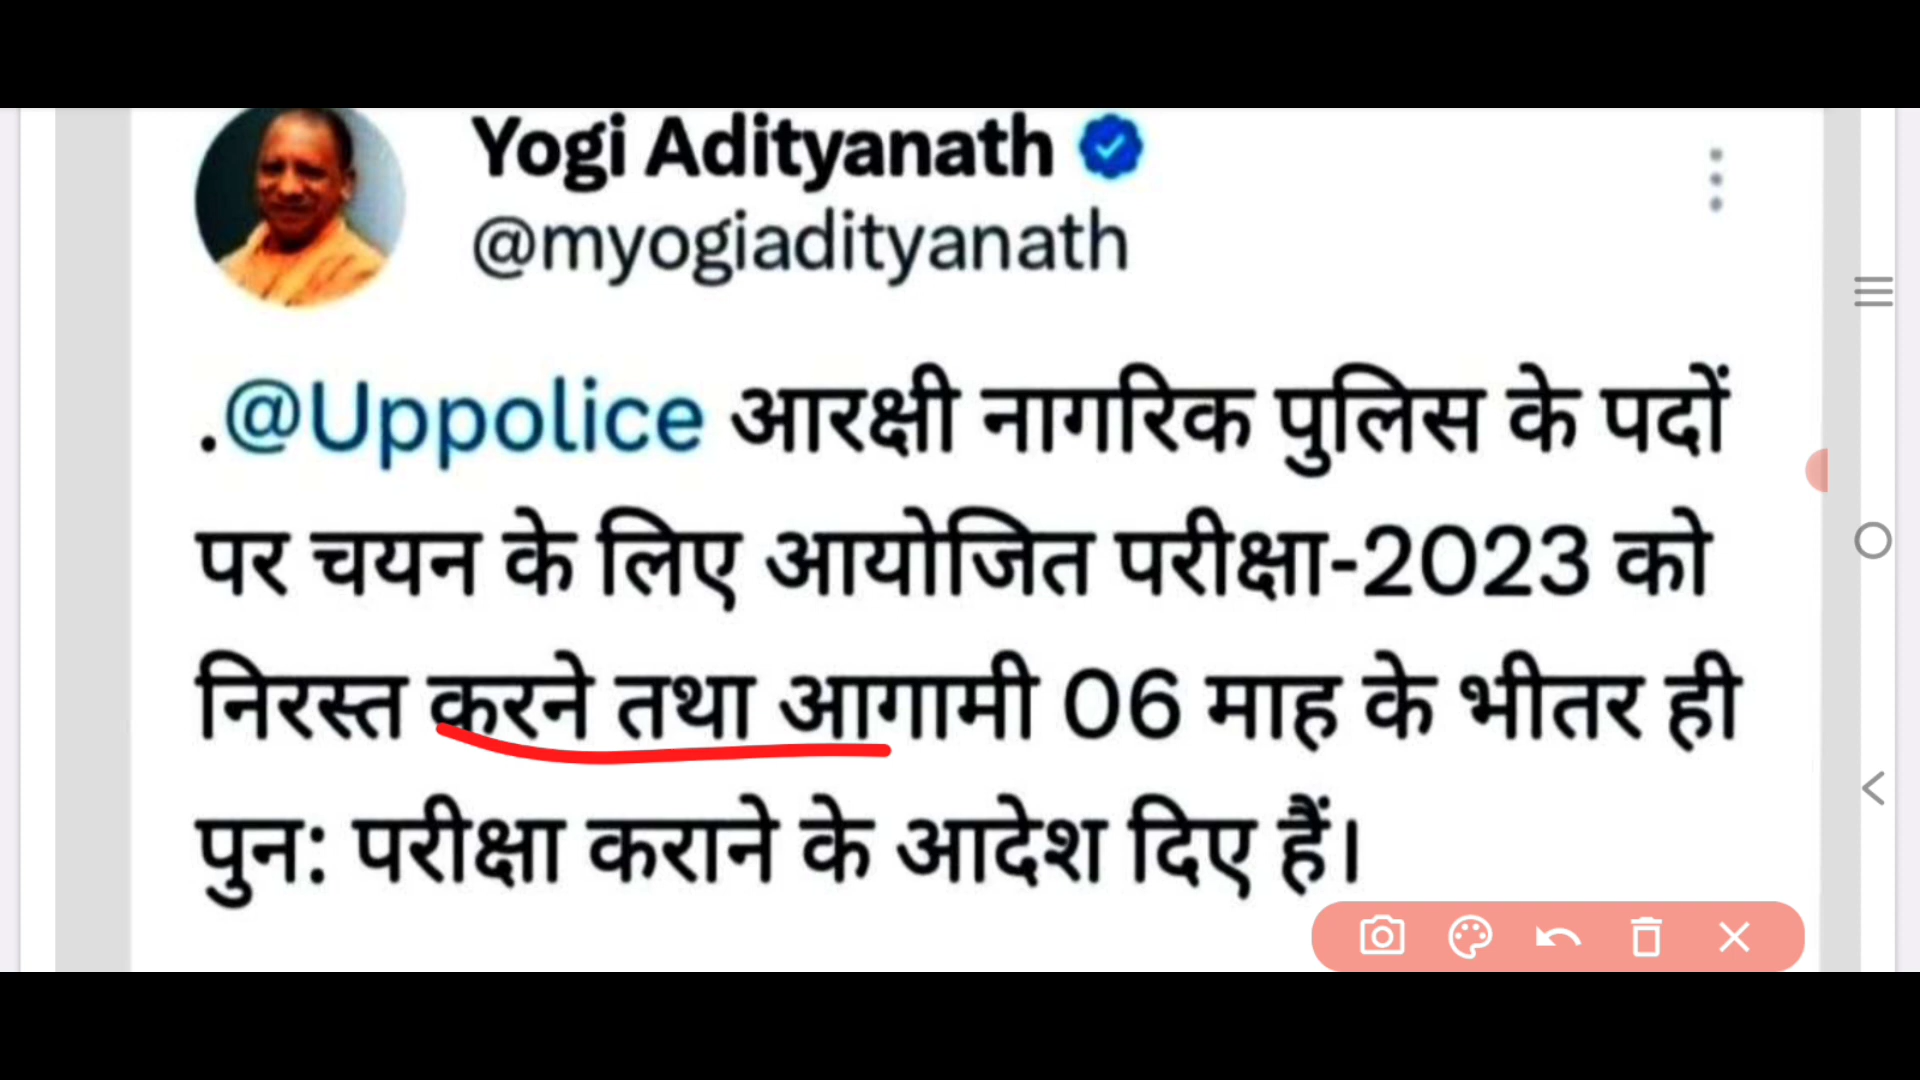 Yogi Adityanath
@myogiadityanath
.@Uppolice आरक्षी नागरिक पुलिस के पदों
पर चयन के लिए आयोजित परीक्षा-2023 को
निरस्त करने तथा आगामी 06 माह के भीतर ही
पुन: परीक्षा कराने के आदेश दिए हैं।